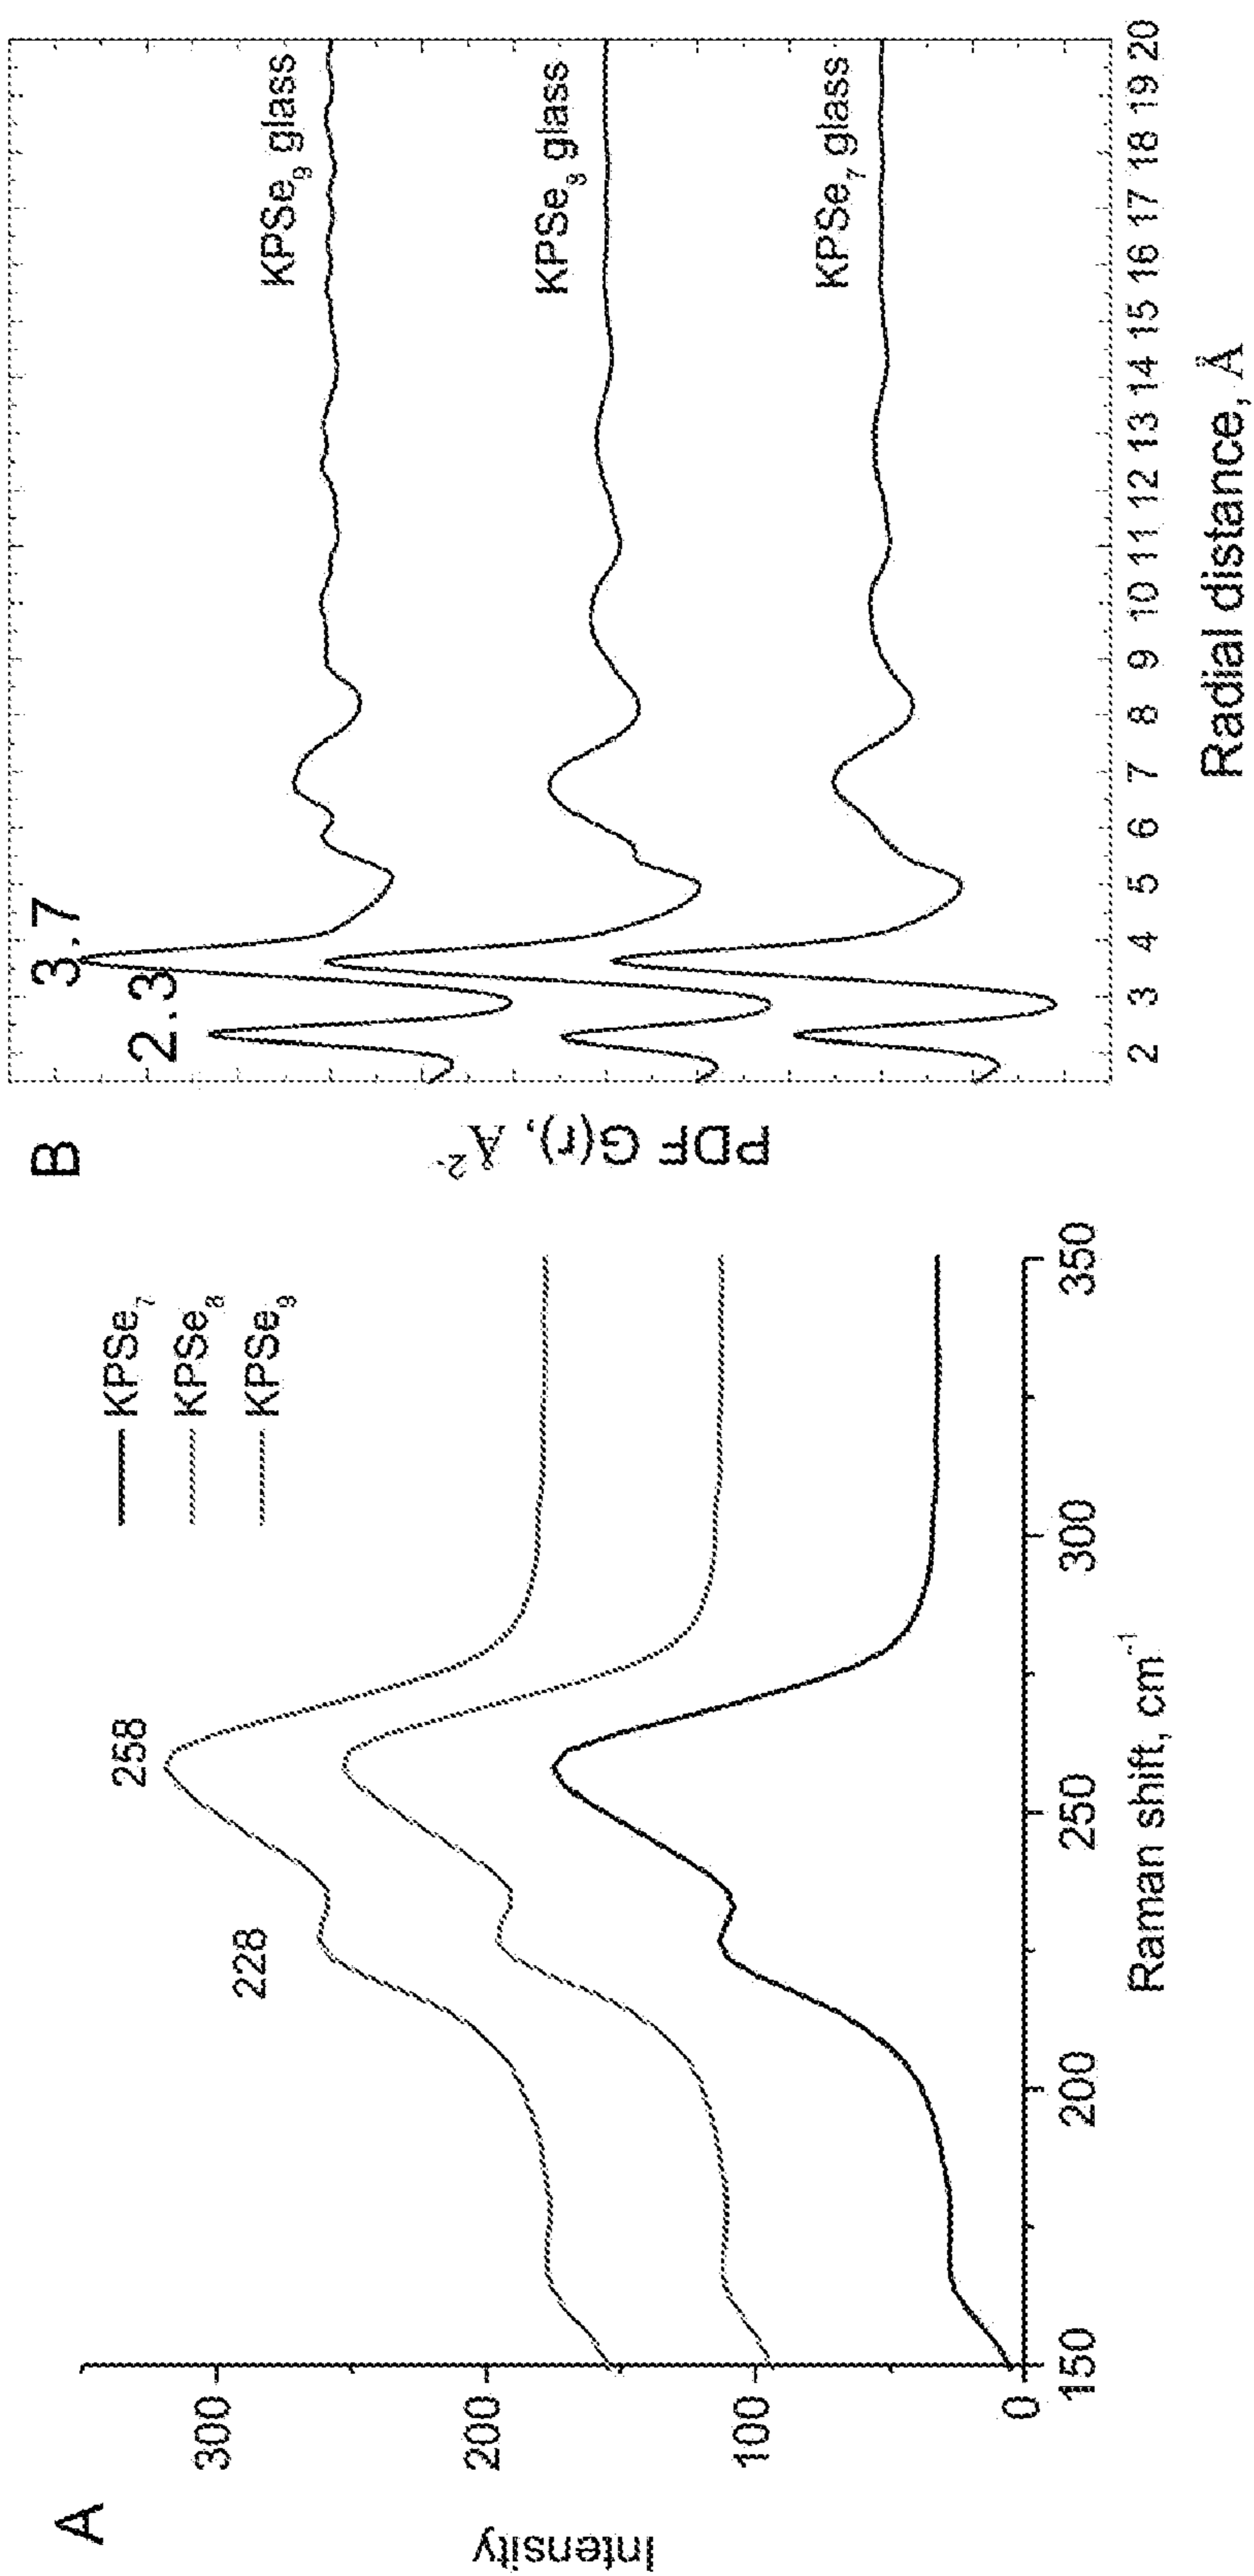 A
Intensity
300
200
100
0
150
200
250
300
350
Raman shift, cm⁻¹
228
258
KPSe₇
KPSe₈
KPSe₉
B
PDF G(r), Å²⁻
2.3
3.7
KPSe₉ glass
KPSe₈ glass
KPSe₇ glass
2 3 4 5 6 7 8 9 10 11 12 13 14 15 16 17 18 19 20
Radial distance, Å